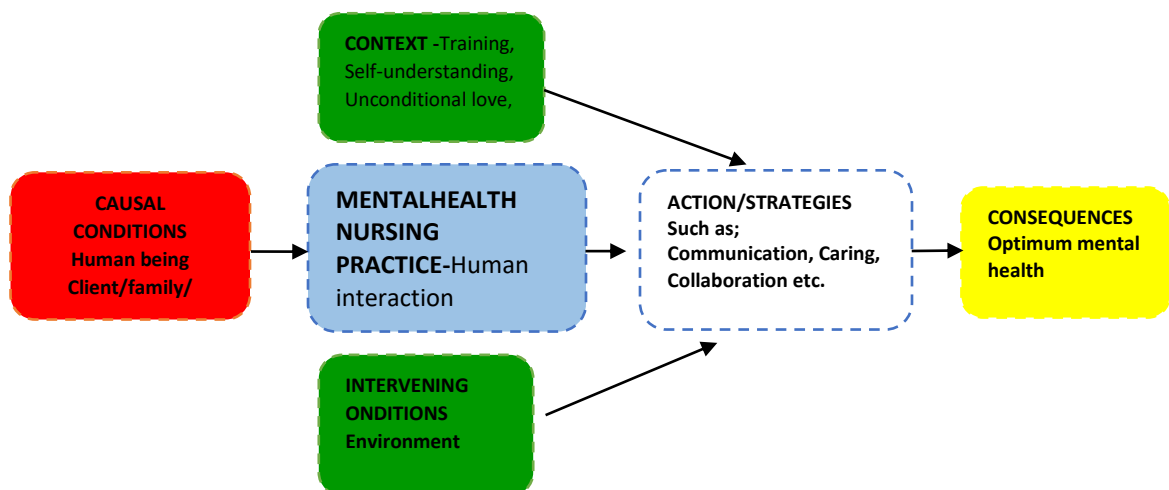 CONTEXT -Training,
Self-understanding,
Unconditional love,
CAUSAL
CONDITIONS
Human being
Client/family/
MENTALHEALTH
NURSING
PRACTICE-Human
interaction
ACTION/STRATEGIES
Such as;
Communication, Caring,
Collaboration etc.
CONSEQUENCES
Optimum mental
health
INTERVENING
ONDITIONS
Environment